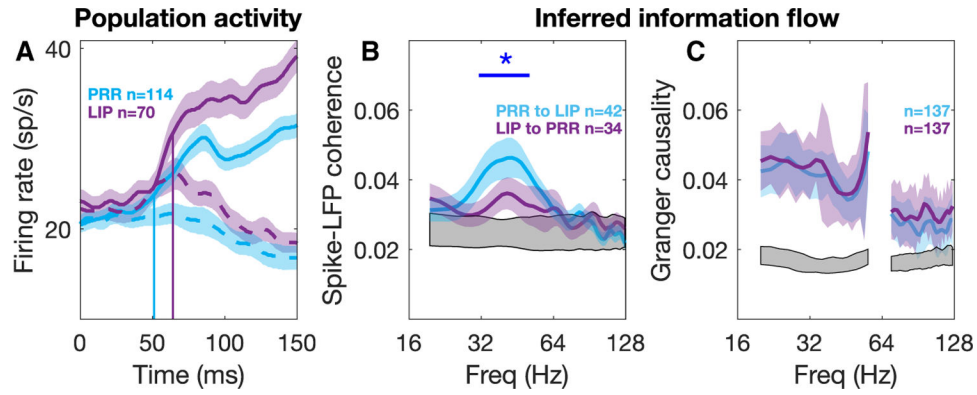 Population activity
Inferred information flow
A
40
20
Firing rate (sp/s)
PRR n=114
LIP n=70
0
50
100
150
Time (ms)
B
*
0.06
0.04
0.02
Spike-LFP coherence
PRR to LIP n=42
LIP to PRR n=34
16
32
64
128
Freq (Hz)
C
0.06
0.04
0.02
Granger causality
n=137
n=137
16
32
64
128
Freq (Hz)